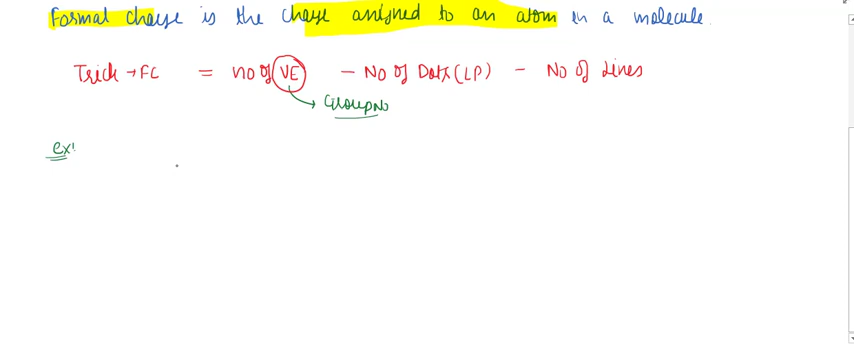 Formal charge is the charge assigned to an atom in a molecule.
Trick → FC = no of VE - No of Dots (LP) - No of Lines
Group No
ex: